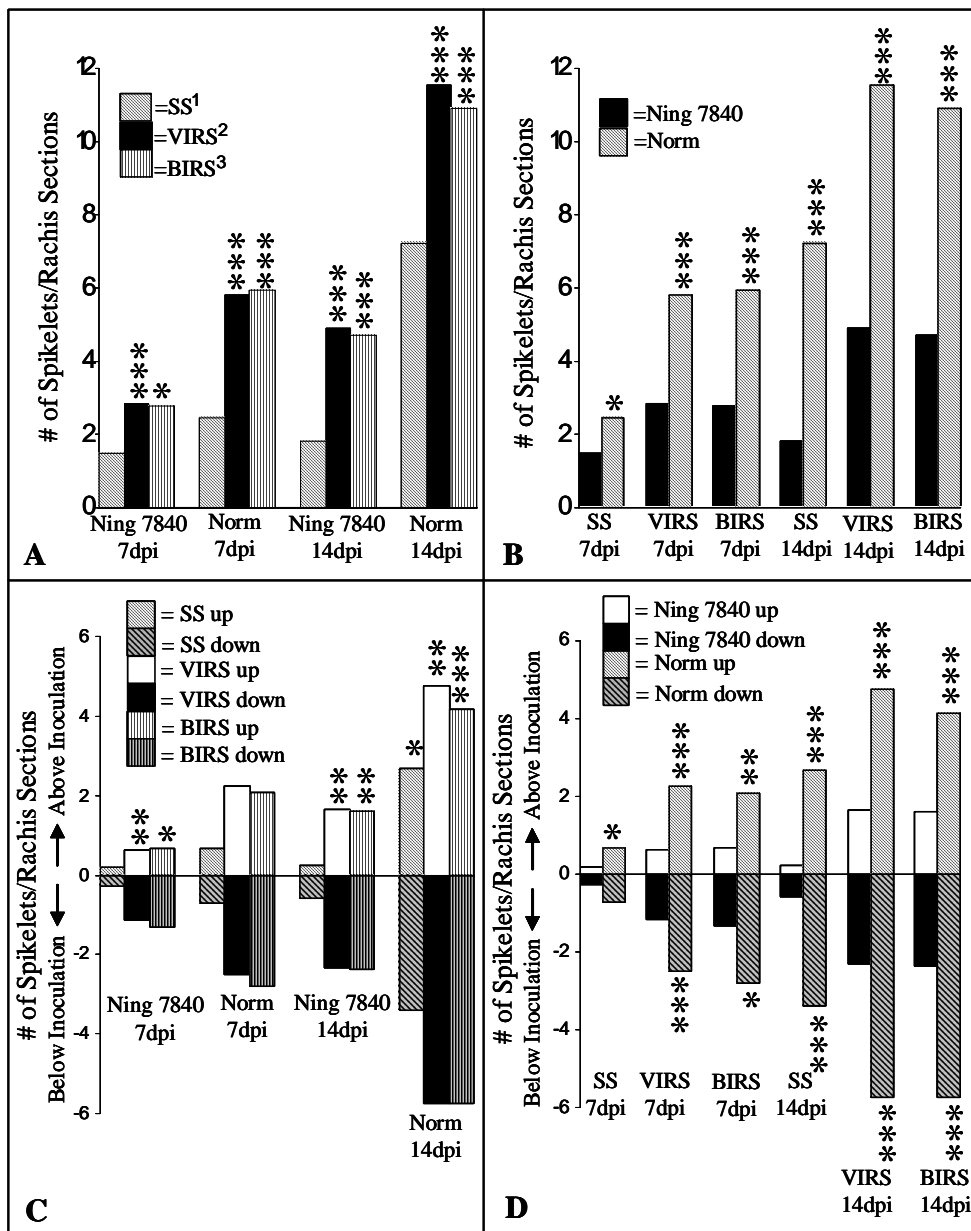 # of Spikelets/Rachis Sections
12
10
8
6
4
2
0
=SS¹
=VIRS²
=BIRS³
***
*
***
***
***
***
***
***
Ning 7840
7dpi
Norm
7dpi
Ning 7840
14dpi
Norm
14dpi
A
# of Spikelets/Rachis Sections
12
10
8
6
4
2
0
=Ning 7840
=Norm
*
***
***
***
***
***
SS
7dpi
VIRS
7dpi
BIRS
7dpi
SS
14dpi
VIRS
14dpi
BIRS
14dpi
B
# of Spikelets/Rachis Sections
Below Inoculation ← → Above Inoculation
6
4
2
0
-2
-4
-6
= SS up
= SS down
= VIRS up
= VIRS down
= BIRS up
= BIRS down
**
*
**
**
*
**
***
Ning 7840
7dpi
Norm
7dpi
Ning 7840
14dpi
Norm
14dpi
C
# of Spikelets/Rachis Sections
Below Inoculation ← → Above Inoculation
6
4
2
0
-2
-4
-6
= Ning 7840 up
= Ning 7840 down
= Norm up
= Norm down
*
***
**
***
***
***
***
*
***
***
***
SS
7dpi
VIRS
7dpi
BIRS
7dpi
SS
14dpi
VIRS
14dpi
BIRS
14dpi
D